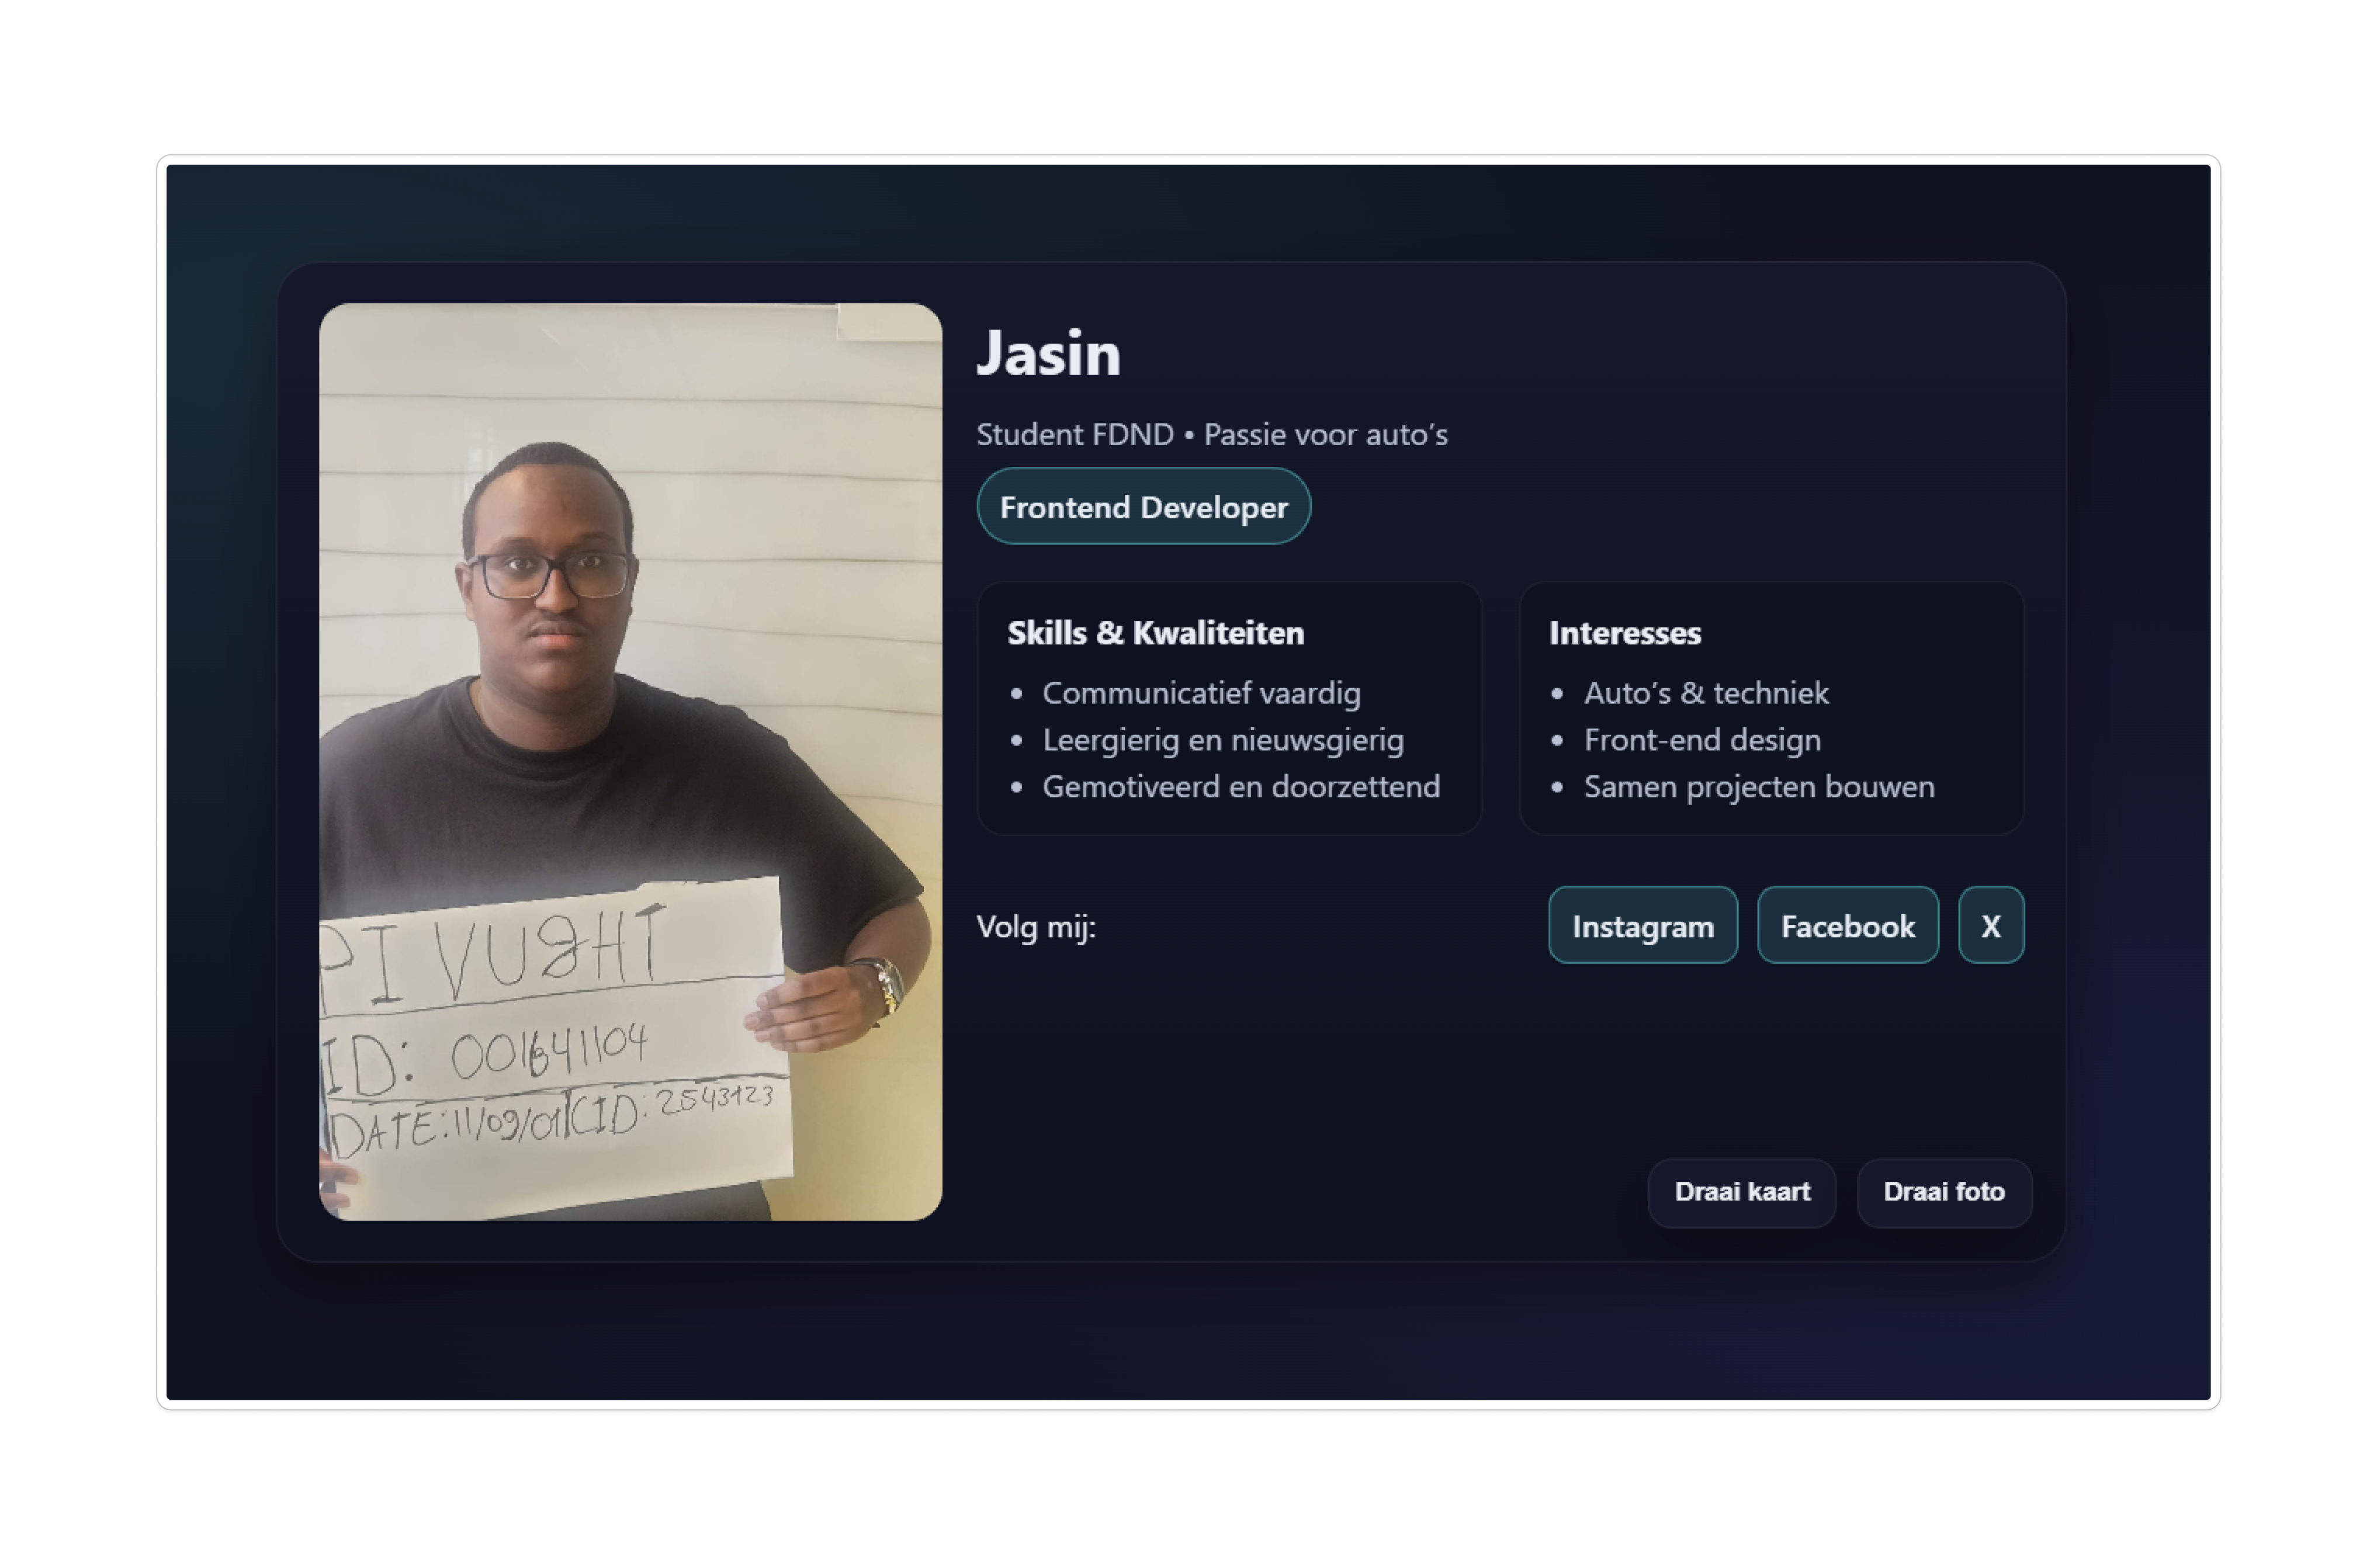 Jasin
Student FDND • Passie voor auto’s
Frontend Developer
Skills & Kwaliteiten
• Communicatief vaardig
• Leergierig en nieuwsgierig
• Gemotiveerd en doorzettend
Interesses
• Auto’s & techniek
• Front-end design
• Samen projecten bouwen
Volg mij:
Instagram
Facebook
X
Draai kaart
Draai foto
PI VUgHT
ID: 001641104
DATE:11/09/01|CID:2543123